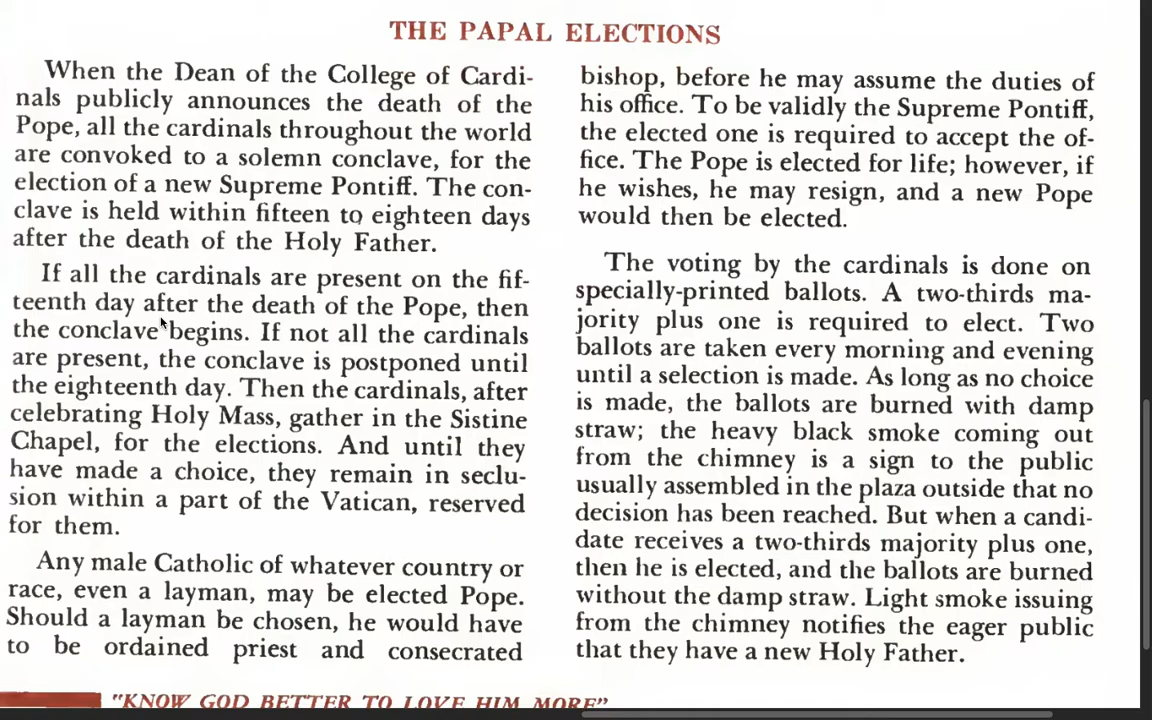 THE PAPAL ELECTIONS
When the Dean of the College of Cardi-
nals publicly announces the death of the
Pope, all the cardinals throughout the world
are convoked to a solemn conclave, for the
election of a new Supreme Pontiff. The con-
clave is held within fifteen to eighteen days
after the death of the Holy Father.
If all the cardinals are present on the fif-
teenth day after the death of the Pope, then
the conclave begins. If not all the cardinals
are present, the conclave is postponed until
the eighteenth day. Then the cardinals, after
celebrating Holy Mass, gather in the Sistine
Chapel, for the elections. And until they
have made a choice, they remain in seclu-
sion within a part of the Vatican, reserved
for them.
Any male Catholic of whatever country or
race, even a layman, may be elected Pope.
Should a layman be chosen, he would have
to be ordained priest and consecrated
bishop, before he may assume the duties of
his office. To be validly the Supreme Pontiff,
the elected one is required to accept the of-
fice. The Pope is elected for life; however, if
he wishes, he may resign, and a new Pope
would then be elected.
The voting by the cardinals is done on
specially-printed ballots. A two-thirds ma-
jority plus one is required to elect. Two
ballots are taken every morning and evening
until a selection is made. As long as no choice
is made, the ballots are burned with damp
straw; the heavy black smoke coming out
from the chimney is a sign to the public
usually assembled in the plaza outside that no
decision has been reached. But when a candi-
date receives a two-thirds majority plus one,
then he is elected, and the ballots are burned
without the damp straw. Light smoke issuing
from the chimney notifies the eager public
that they have a new Holy Father.
"KNOW GOD BETTER TO LOVE HIM MORE"